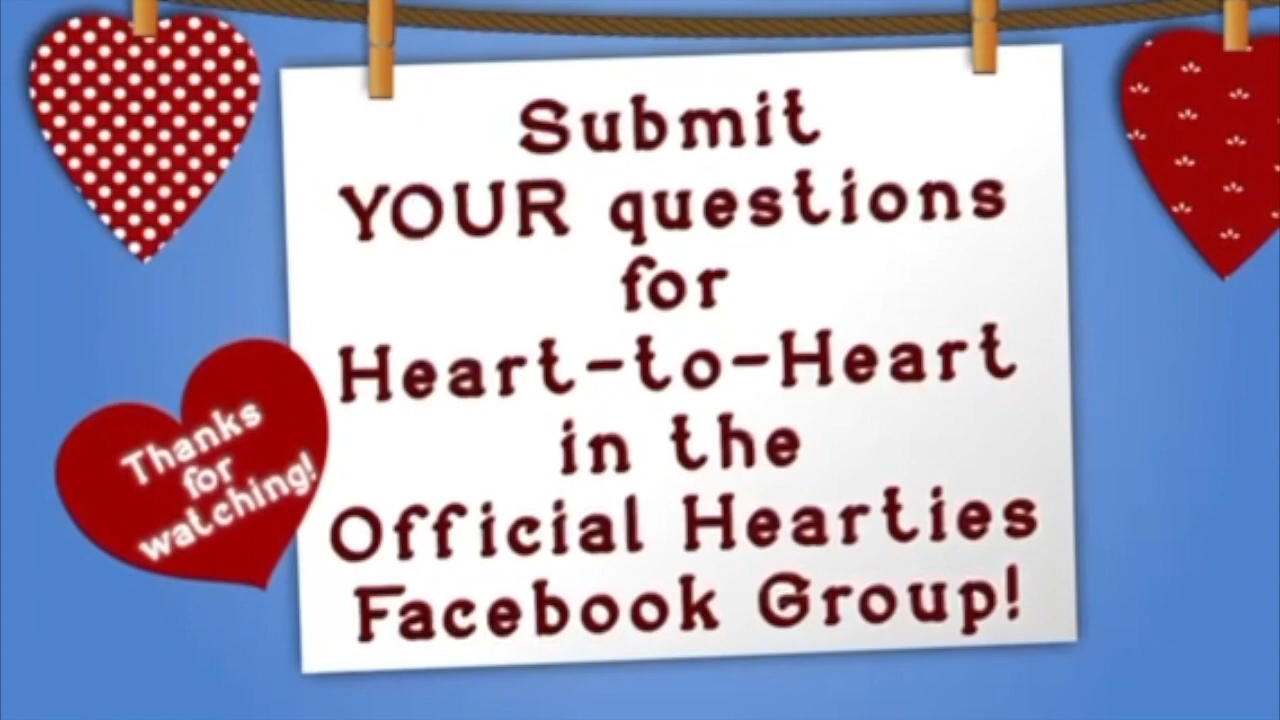 Submit
YOUR questions
for
Heart-to-Heart
in the
Official Hearties
Facebook Group!
Thanks
for
watching!